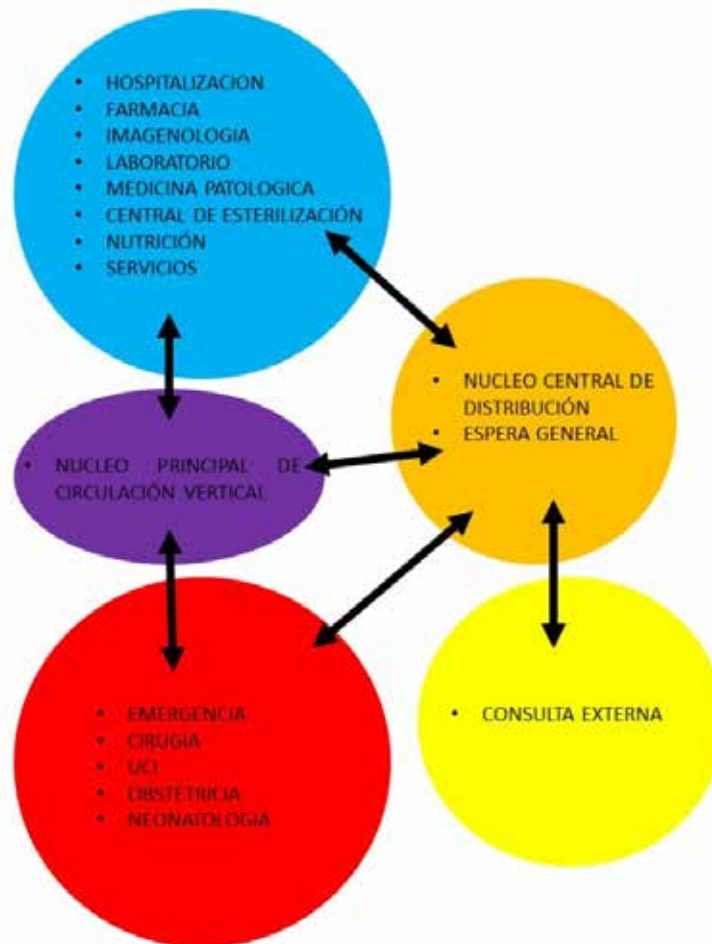 • HOSPITALIZACION
• FARMACIA
• IMAGENOLOGIA
• LABORATORIO
• MEDICINA PATOLOGICA
• CENTRAL DE ESTERILIZACIÓN
• NUTRICIÓN
• SERVICIOS
• NUCLEO CENTRAL DE
DISTRIBUCIÓN
• ESPERA GENERAL
• NUCLEO PRINCIPAL DE
CIRCULACIÓN VERTICAL
• EMERGENCIA
• CIRUGIA
• UCI
• OBSTETRICIA
• NEONATOLOGIA
• CONSULTA EXTERNA